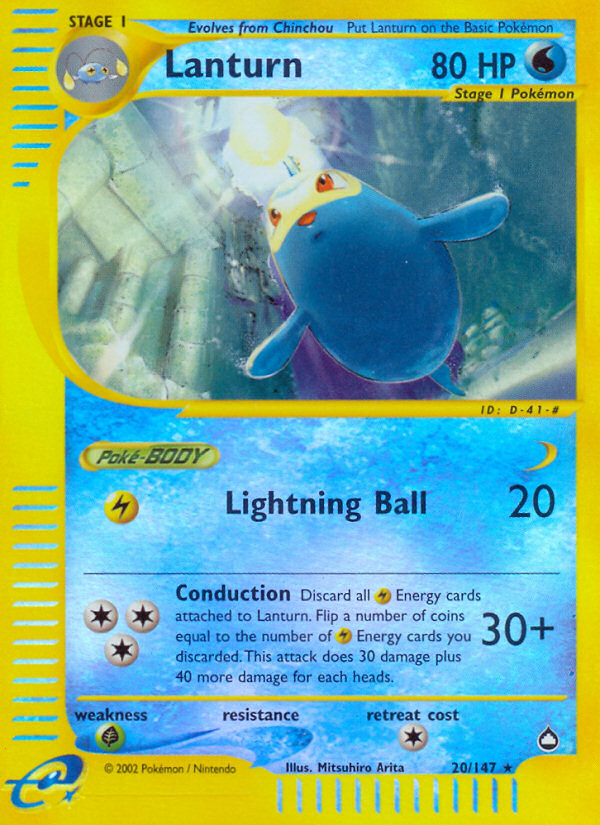 STAGE 1
Evolves from Chinchou Put Lanturn on the Basic Pokémon
Lanturn 80 HP
Stage 1 Pokémon
ID: D-41-#
Poké-BODY
Lightning Ball 20
Conduction Discard all Energy cards
attached to Lanturn. Flip a number of coins
equal to the number of Energy cards you
discarded. This attack does 30 damage plus
40 more damage for each heads.
30+
weakness resistance retreat cost
© 2002 Pokémon / Nintendo Illus. Mitsuhiro Arita 20/147 ★
e